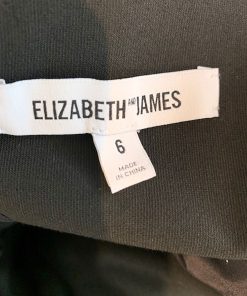 ELIZABETH AND JAMES
6
MADE
IN CHINA